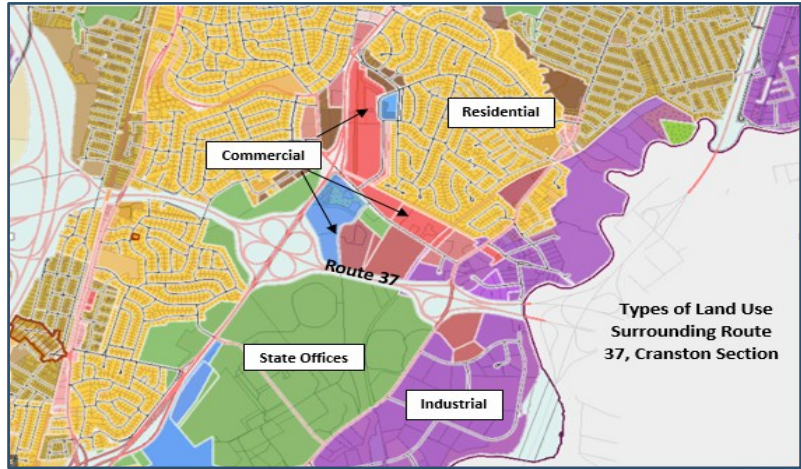 Residential
Commercial
Route 37
Types of Land Use
Surrounding Route
37, Cranston Section
State Offices
Industrial